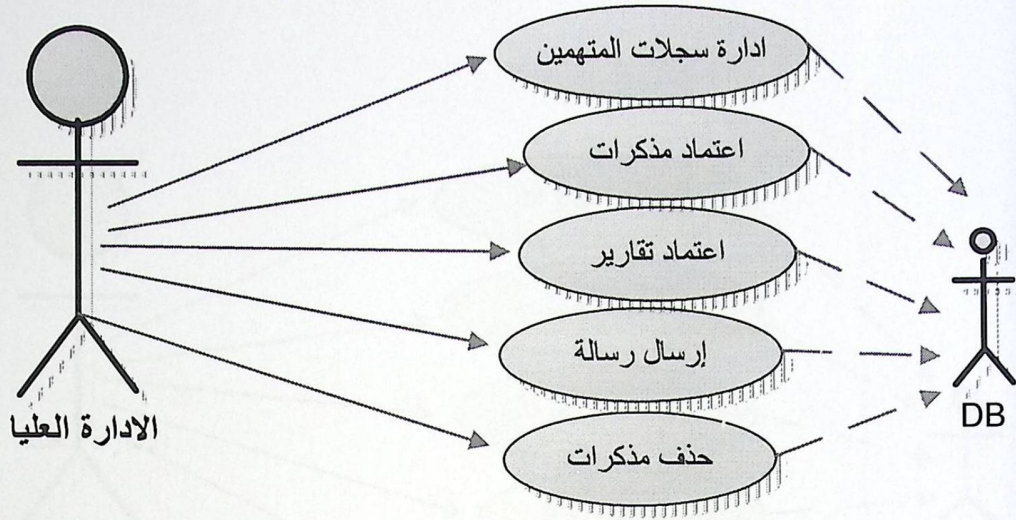 ادارة سجلات المتهمين
اعتماد مذكرات
اعتماد تقارير
إرسال رسالة
حذف مذكرات
الادارة العليا
DB